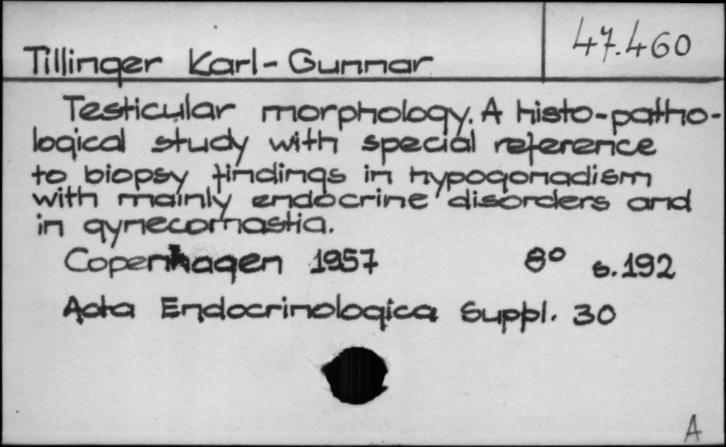 47.460
Tillinger Karl-Gunnar
Testicular morphology. A histo-patho-
logical study with special reference
to biopsy findings in hypogonadism
with mainly endocrine disorders and
in gynecomastia.
Copenhagen 1957 8° s.192
Acta Endocrinologica Suppl. 30
A